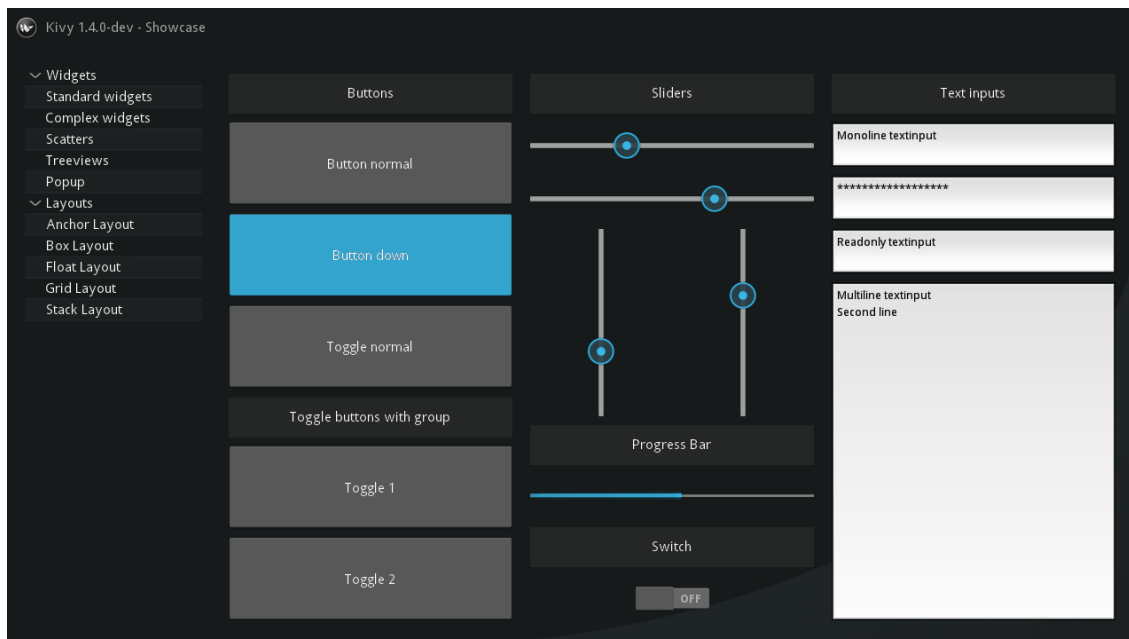 Kivy 1.4.0-dev - Showcase
Widgets
Standard widgets
Complex widgets
Scatters
Treeviews
Popup
Layouts
Anchor Layout
Box Layout
Float Layout
Grid Layout
Stack Layout
Buttons
Button normal
Button down
Toggle normal
Toggle buttons with group
Toggle 1
Toggle 2
Sliders
Progress Bar
Switch
OFF
Text inputs
Monoline textinput
******************
Readonly textinput
Multiline textinput
Second line